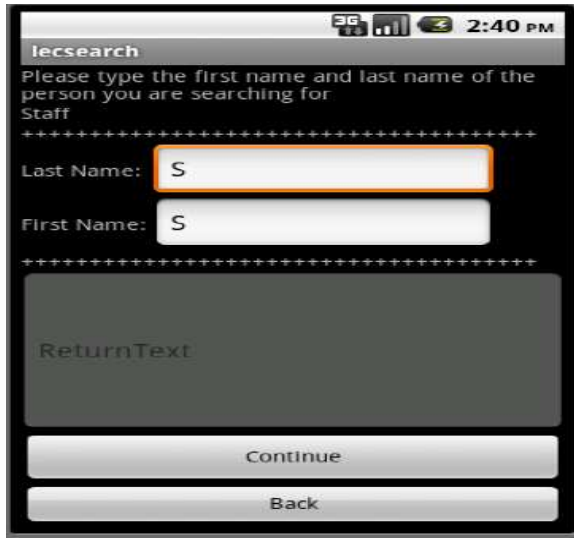 3G 2:40 PM
lecsearch
Please type the first name and last name of the
person you are searching for
Staff
++++++++++++++++++++++++++++++++++++++
Last Name: S
First Name: S
++++++++++++++++++++++++++++++++++++++
ReturnText
Continue
Back